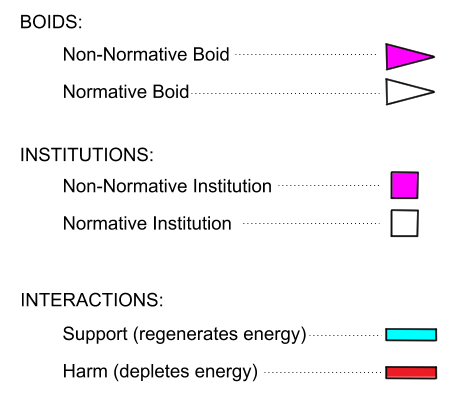 BOIDS:
Non-Normative Boid
Normative Boid
INSTITUTIONS:
Non-Normative Institution
Normative Institution
INTERACTIONS:
Support (regenerates energy)
Harm (depletes energy)